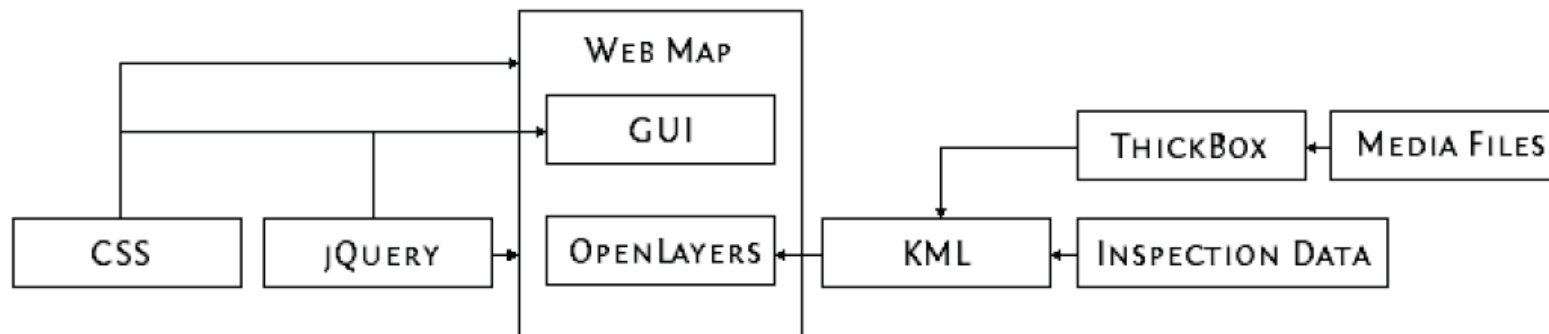 WEB MAP
GUI
THICKBOX
MEDIA FILES
CSS
JQUERY
OPENLAYERS
KML
INSPECTION DATA